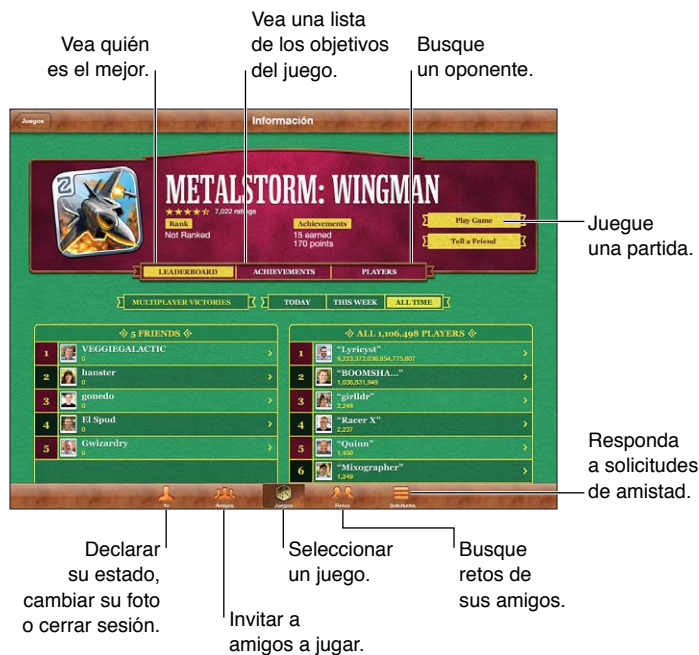 Vea una lista
de los objetivos
del juego.
Vea quién
es el mejor.
Busque
un oponente.
Juegos
Información
METALSTORM: WINGMAN
7,022 ratings
Rank
Not Ranked
Achievements
15 earned
170 points
Play Game
Tell a Friend
Juegue
una partida.
LEADERBOARD
ACHIEVEMENTS
PLAYERS
MULTIPLAYER VICTORIES
TODAY
THIS WEEK
ALL TIME
5 FRIENDS
1 VEGGIEGALACTIC
0
2 hanster
0
3 gonedo
0
4 El Spud
0
5 Gwizardry
0
ALL 1,106,498 PLAYERS
1 "Lyricyst"
9,223,372,036,854,775,807
2 "BOOMSHA..."
1,036,831,949
3 "girlldr"
2,249
4 "Racer X"
2,237
5 "Quinn"
1,450
6 "Mixographer"
1,349
Responda
a solicitudes
de amistad.
Yo
Amigos
Juegos
Retos
Solicitudes
Declarar
su estado,
cambiar su foto
o cerrar sesión.
Invitar a
amigos a jugar.
Seleccionar
un juego.
Busque
retos de
sus amigos.